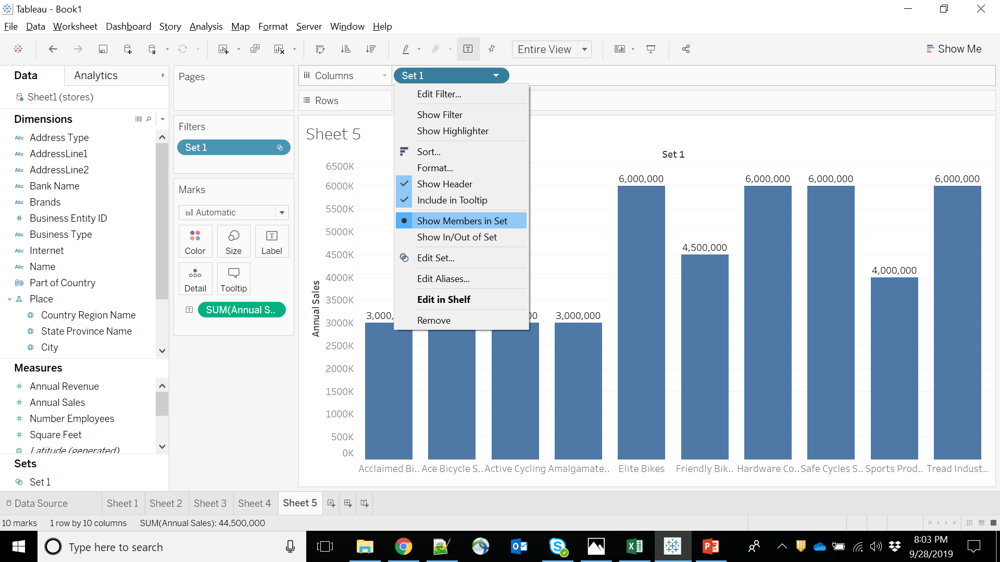 Tableau - Book1
File Data Worksheet Dashboard Story Analysis Map Format Server Window Help
Entire View
Show Me
Data
Analytics
Sheet1 (stores)
Dimensions
Abc Address Type
Abc AddressLine1
Abc AddressLine2
Abc Bank Name
Abc Brands
# Business Entity ID
Abc Business Type
Abc Internet
Abc Name
Part of Country
Place
Country Region Name
State Province Name
City
Measures
# Annual Revenue
# Annual Sales
# Number Employees
# Square Feet
Latitude (generated)
Sets
Set 1
Pages
Filters
Set 1
Marks
Automatic
Color Size Label
Detail Tooltip
SUM(Annual S..
Columns
Set 1
Rows
Edit Filter...
Show Filter
Show Highlighter
Sort...
Format...
Show Header
Include in Tooltip
Show Members in Set
Show In/Out of Set
Edit Set...
Edit Aliases...
Edit in Shelf
Remove
Sheet 5
Set 1
Annual Sales
6500K
6000K
5500K
5000K
4500K
4000K
3500K
3000K
2500K
2000K
1500K
1000K
500K
0K
3,000,
00
3,000,000
6,000,000
4,500,000
6,000,000
6,000,000
4,000,000
6,000,000
Acclaimed Bi.. Ace Bicycle S.. Active Cycling Amalgamate.. Elite Bikes Friendly Bik.. Hardware Co.. Safe Cycles S.. Sports Prod.. Tread Indust..
Data Source Sheet 1 Sheet 2 Sheet 3 Sheet 4 Sheet 5
10 marks 1 row by 10 columns SUM(Annual Sales): 44,500,000
Type here to search
8:03 PM
9/28/2019